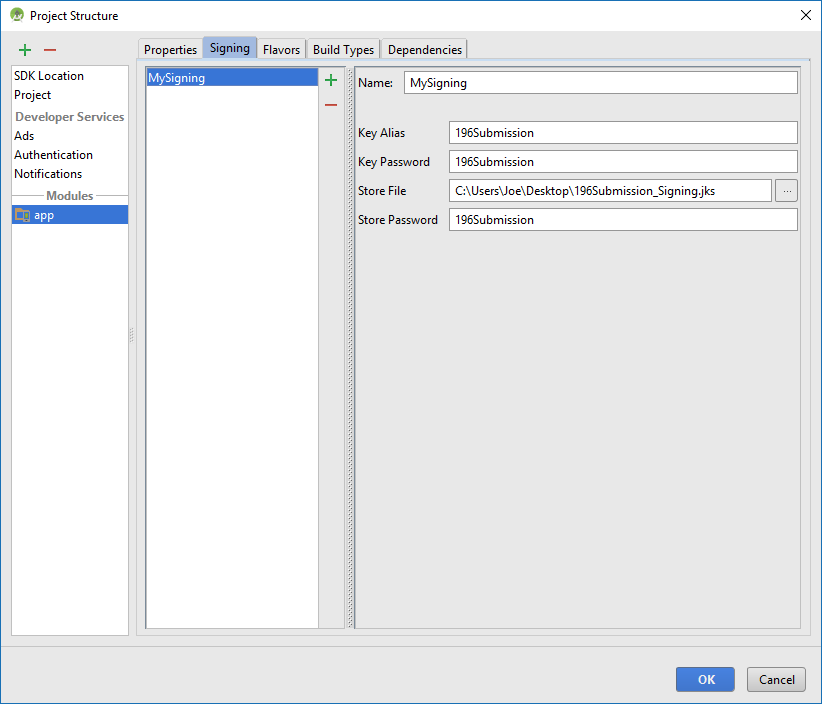 Project Structure
Properties Signing Flavors Build Types Dependencies
SDK Location
Project
Developer Services
Ads
Authentication
Notifications
Modules
app
MySigning
Name: MySigning
Key Alias 196Submission
Key Password 196Submission
Store File C:\Users\Joe\Desktop\196Submission_Signing.jks ...
Store Password 196Submission
OK Cancel